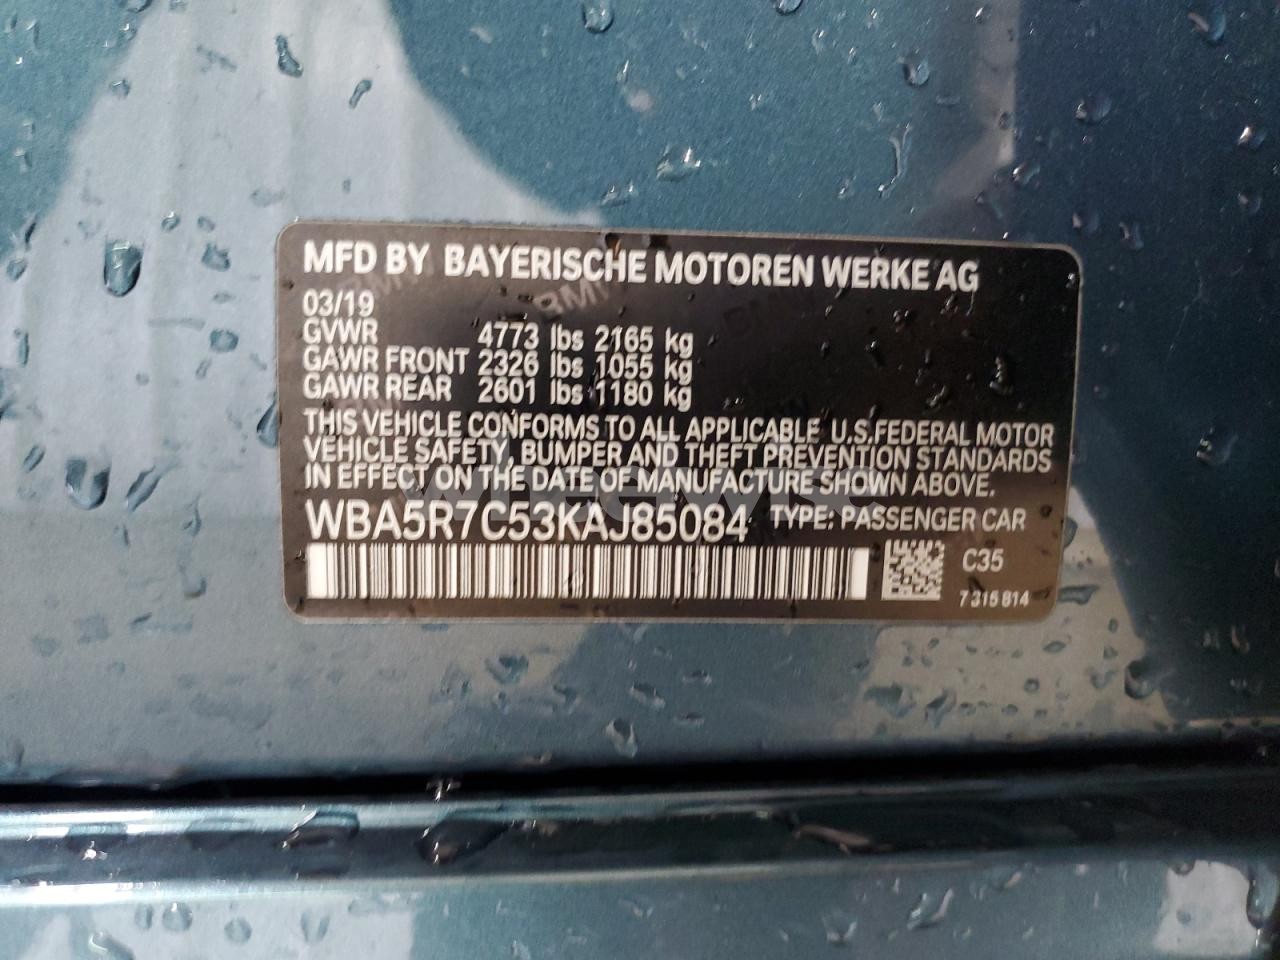 MFD BY BAYERISCHE MOTOREN WERKE AG
03/19
GVWR 4773 lbs 2165 kg
GAWR FRONT 2326 lbs 1055 kg
GAWR REAR 2601 lbs 1180 kg
THIS VEHICLE CONFORMS TO ALL APPLICABLE U.S.FEDERAL MOTOR
VEHICLE SAFETY, BUMPER AND THEFT PREVENTION STANDARDS
IN EFFECT ON THE DATE OF MANUFACTURE SHOWN ABOVE.
WBA5R7C53KAJ85084 TYPE: PASSENGER CAR
C35
7 315 814